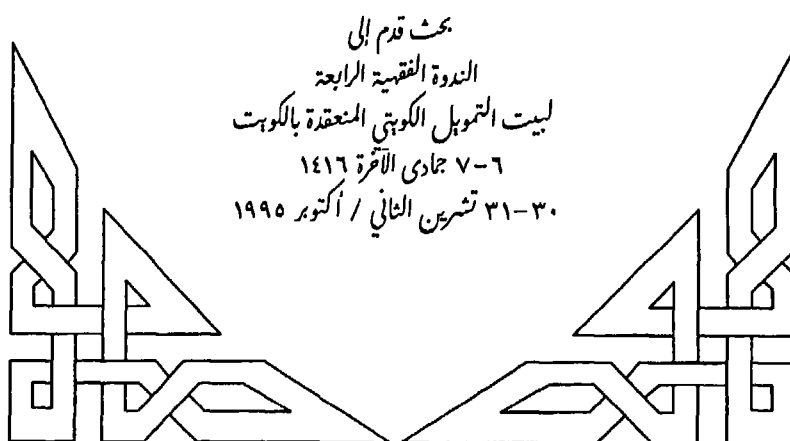 بحث قدم إلى
الندوة الفقهية الرابعة
لبيت التمويل الكويتي المنعقدة بالكويت
٦-٧ جمادى الآخرة ١٤١٦
٣٠-٣١ تشرين الثاني / أكتوبر ١٩٩٥